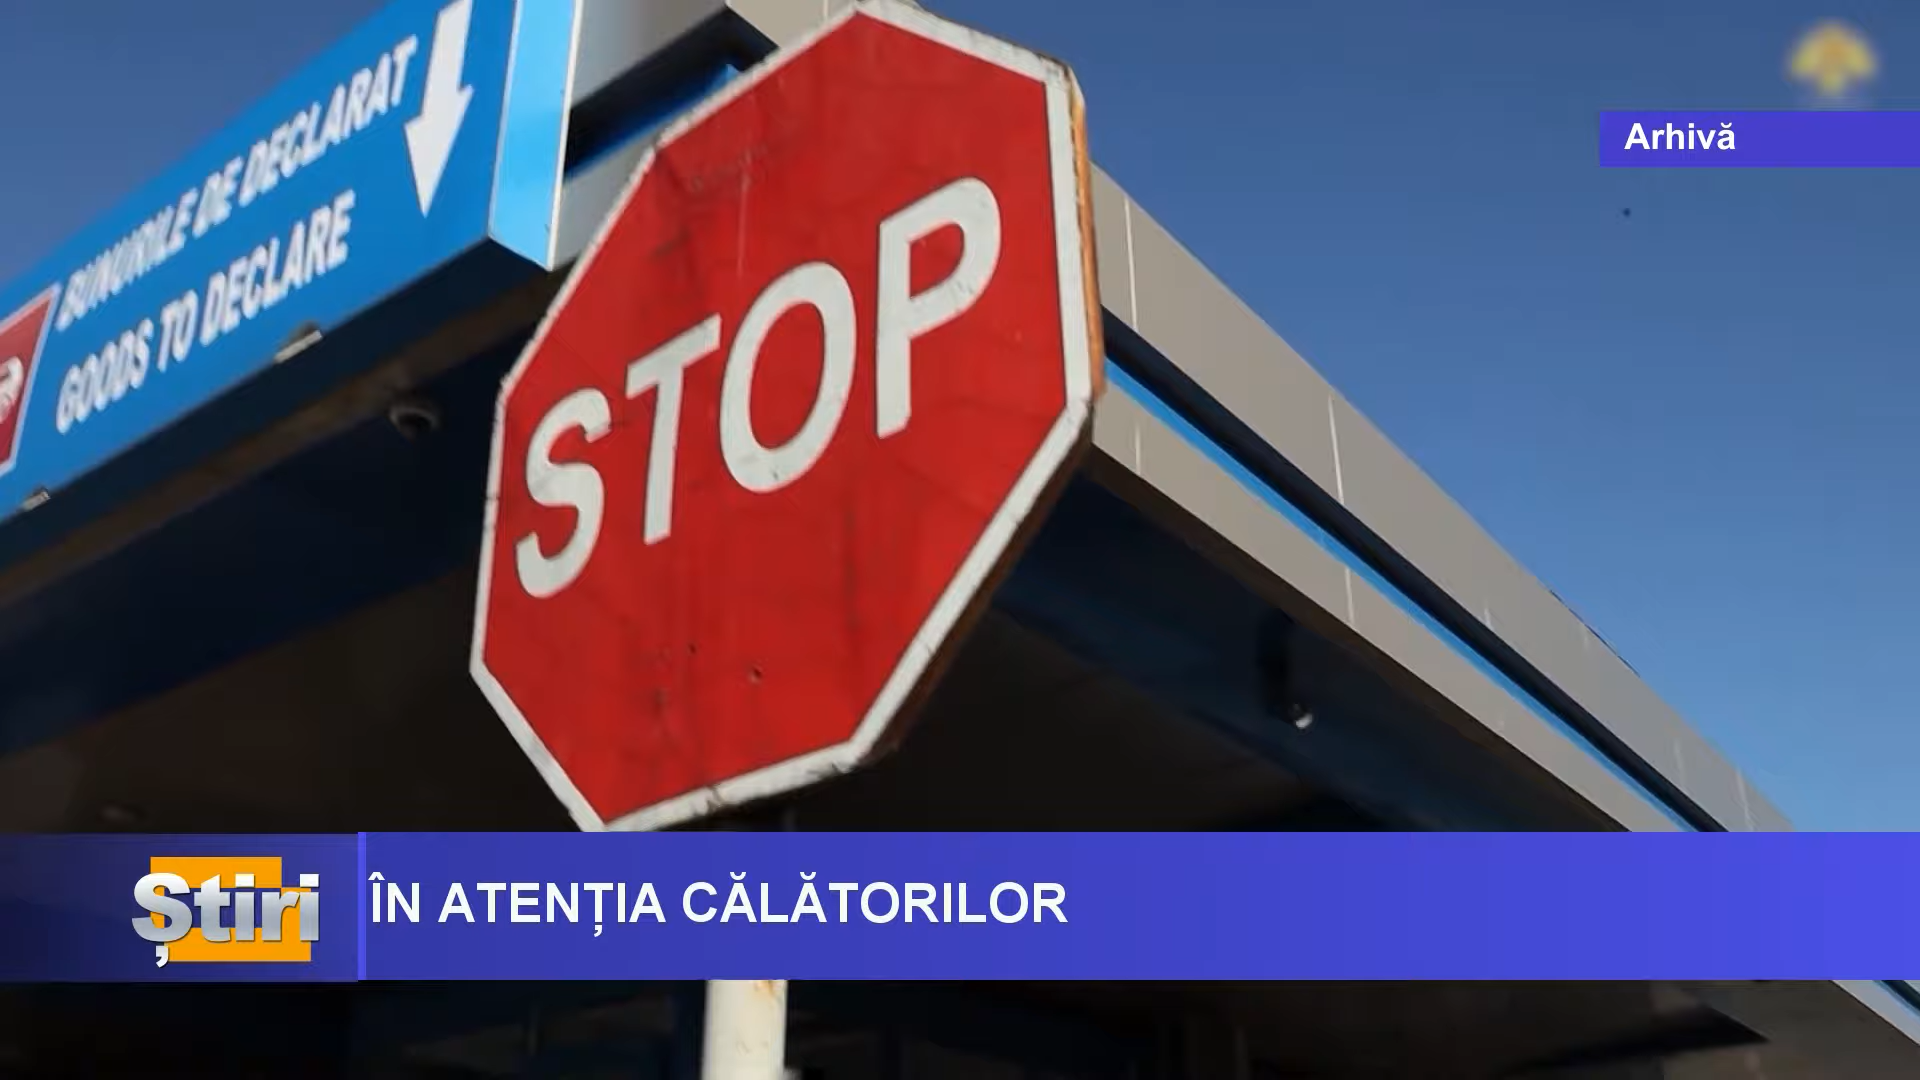 BUNURILE DE DECLARAT
GOODS TO DECLARE
STOP
Arhivă
Știri
ÎN ATENȚIA CĂLĂTORILOR